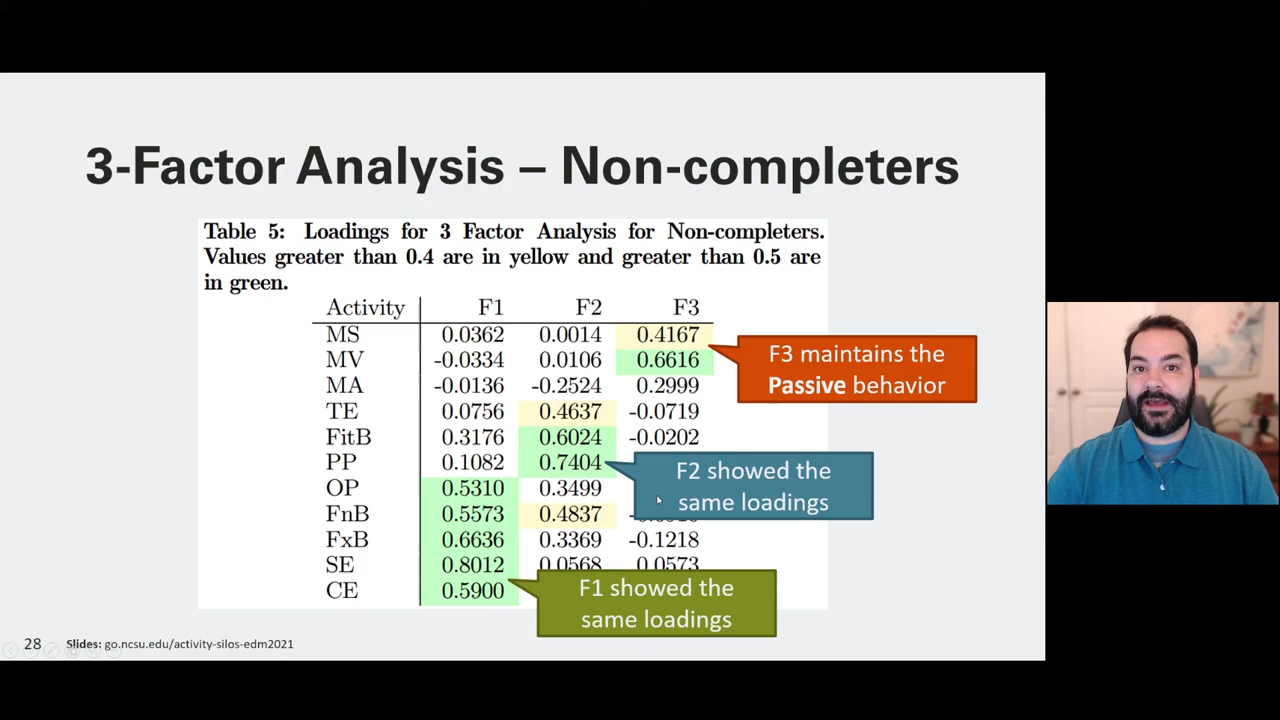 3-Factor Analysis – Non-completers
Table 5: Loadings for 3 Factor Analysis for Non-completers.
Values greater than 0.4 are in yellow and greater than 0.5 are
in green.
Activity F1 F2 F3
MS 0.0362 0.0014 0.4167
MV -0.0334 0.0106 0.6616
MA -0.0136 -0.2524 0.2999
TE 0.0756 0.4637 -0.0719
FitB 0.3176 0.6024 -0.0202
PP 0.1082 0.7404
OP 0.5310 0.3499
FnB 0.5573 0.4837
FxB 0.6636 0.3369 -0.1218
SE 0.8012 0.0568 0.0573
CE 0.5900
F3 maintains the
Passive behavior
F2 showed the
same loadings
F1 showed the
same loadings
28 Slides: go.ncsu.edu/activity-silos-edm2021